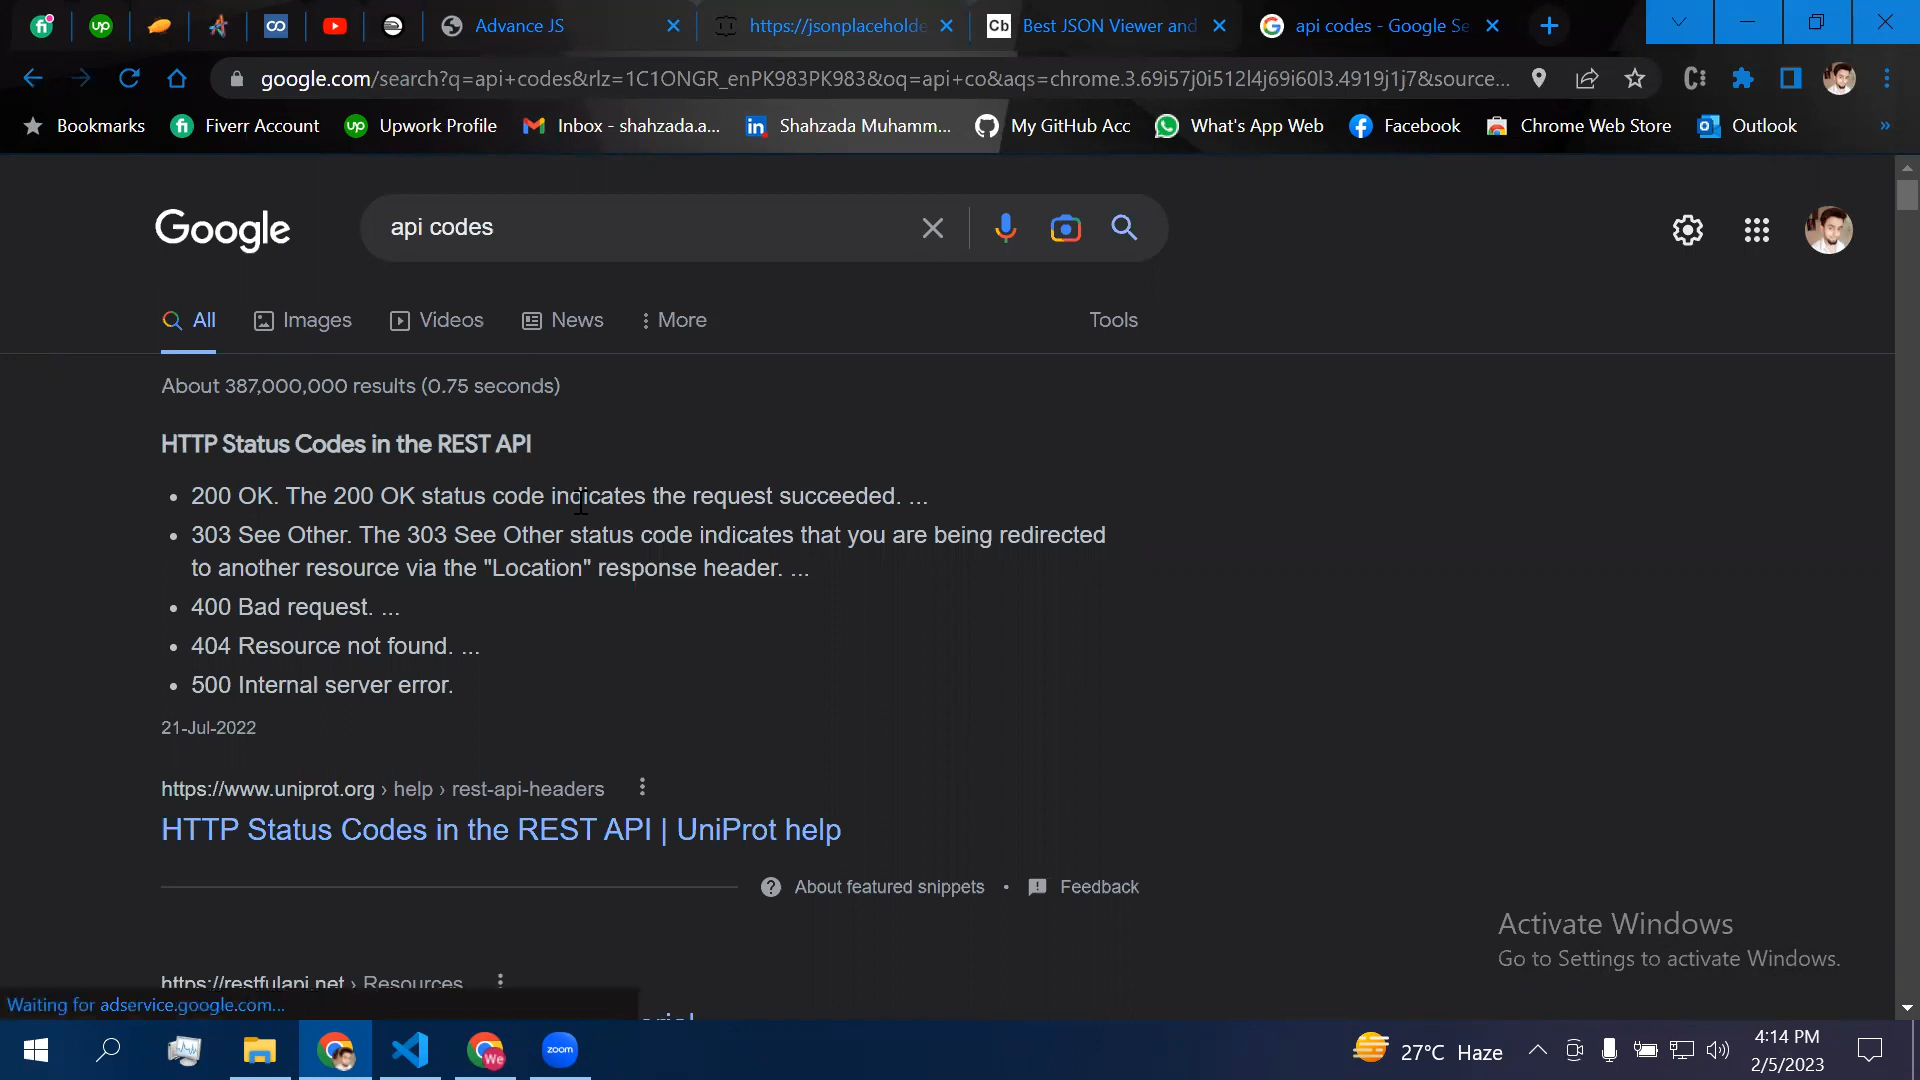 Advance JS
https://jsonplaceholde
Cb
Best JSON Viewer and
api codes - Google Se
google.com/search?q=api+codes&rlz=1C1ONGR_enPK983PK983&oq=api+co&aqs=chrome.3.69i57j0i512l4j69i60l3.4919j1j7&source...
Bookmarks
Fiverr Account
Upwork Profile
Inbox - shahzada.a...
Shahzada Muhamm...
My GitHub Acc
What's App Web
Facebook
Chrome Web Store
Outlook
»
Google
api codes
All
Images
Videos
News
More
Tools
About 387,000,000 results (0.75 seconds)
HTTP Status Codes in the REST API
• 200 OK. The 200 OK status code indicates the request succeeded. ...
• 303 See Other. The 303 See Other status code indicates that you are being redirected
to another resource via the "Location" response header. ...
• 400 Bad request. ...
• 404 Resource not found. ...
• 500 Internal server error.
21-Jul-2022
https://www.uniprot.org › help › rest-api-headers
HTTP Status Codes in the REST API | UniProt help
About featured snippets • Feedback
Activate Windows
Go to Settings to activate Windows.
https://restfulapi.net › Resources
Waiting for adservice.google.com...
We
zoom
27°C Haze
4:14 PM
2/5/2023